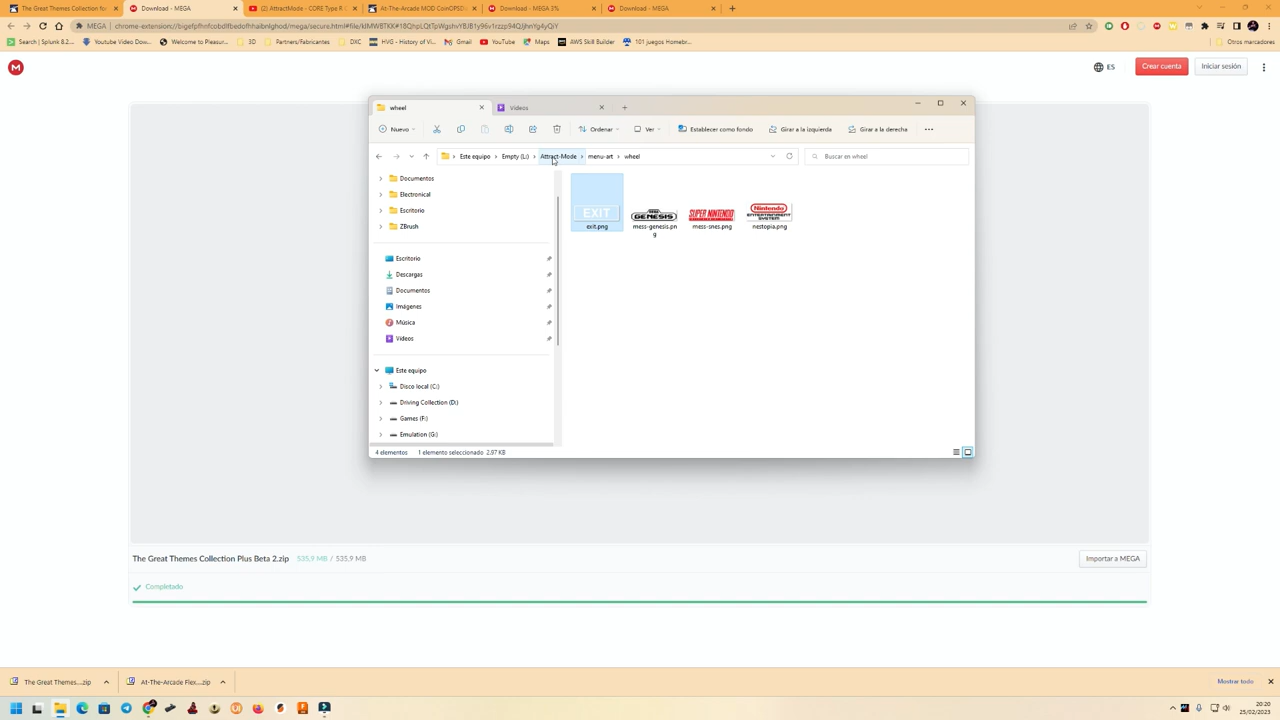 The Great Themes Collection for
Download - MEGA
AttractMode - CORE Type R
At-The-Arcade MOD CoinOPSD
Download - MEGA 3%
Download - MEGA
MEGA
Search | Splunk 8.2...
Youtube Video Dow...
Welcome to Pleasur...
3D
Partners/Fabricantes
DXC
HVG - History of Vi...
Gmail
YouTube
Maps
AWS Skill Builder
101 juegos Homebr...
Otros marcadores
ES
Crear cuenta
Iniciar sesión
wheel
Vídeos
Nuevo
Ordenar
Ver
Establecer como fondo
Girar a la izquierda
Girar a la derecha
Este equipo
Empty (L:)
Attract-Mode
menu-art
wheel
Buscar en wheel
Documentos
Electronical
Escritorio
ZBrush
Escritorio
Descargas
Documentos
Imágenes
Música
Vídeos
Este equipo
Disco local (C:)
Driving Collection (D:)
Games (F:)
Emulation (G:)
EXIT
GENESIS
SUPER NINTENDO
Nintendo
ENTERTAINMENT
SYSTEM
exit.png
mess-genesis.pn
g
mess-snes.png
nestopia.png
4 elementos
1 elemento seleccionado 2,97 KB
The Great Themes Collection Plus Beta 2.zip
535,9 MB / 535,9 MB
Importar a MEGA
Completado
The Great Themes....zip
At-The-Arcade Flex....zip
Mostrar todo
20:20
25/02/2023